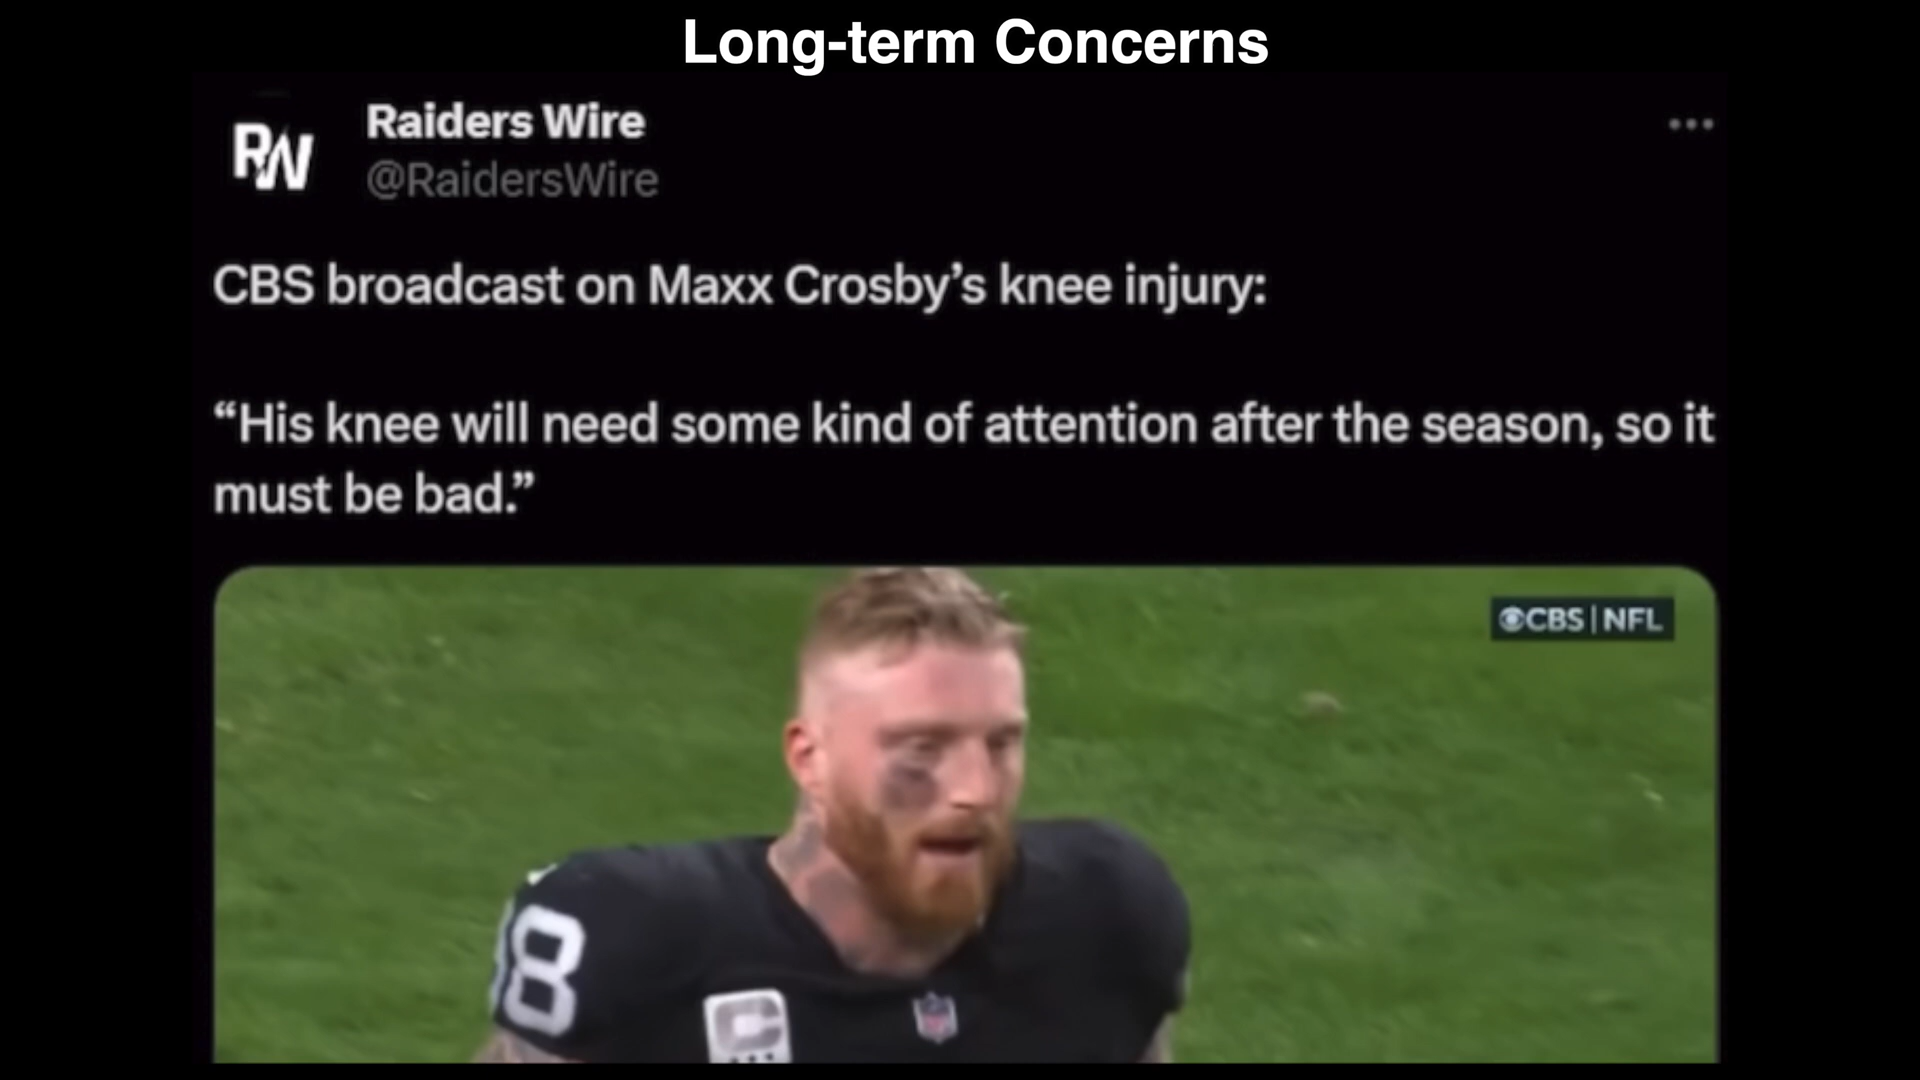 Long-term Concerns
RW
Raiders Wire
@RaidersWire
CBS broadcast on Maxx Crosby’s knee injury:
“His knee will need some kind of attention after the season, so it
must be bad.”
CBS | NFL
8
C